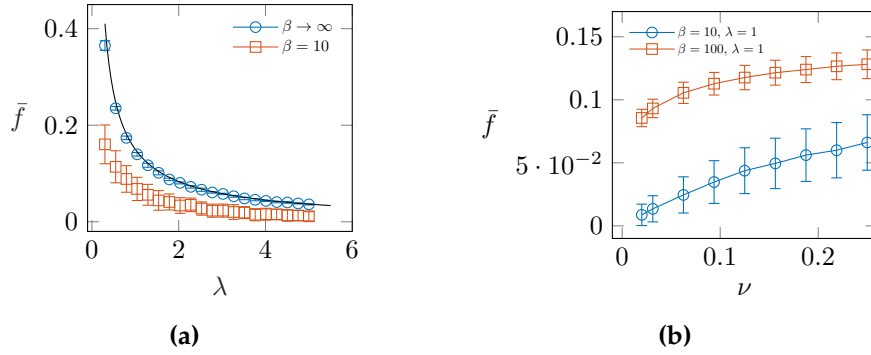 0.4
0.2
0
f̄
0 2 4 6
λ
β → ∞
β = 10
(a)
0.15
0.1
5 · 10⁻²
0
f̄
0 0.1 0.2
ν
β = 10, λ = 1
β = 100, λ = 1
(b)